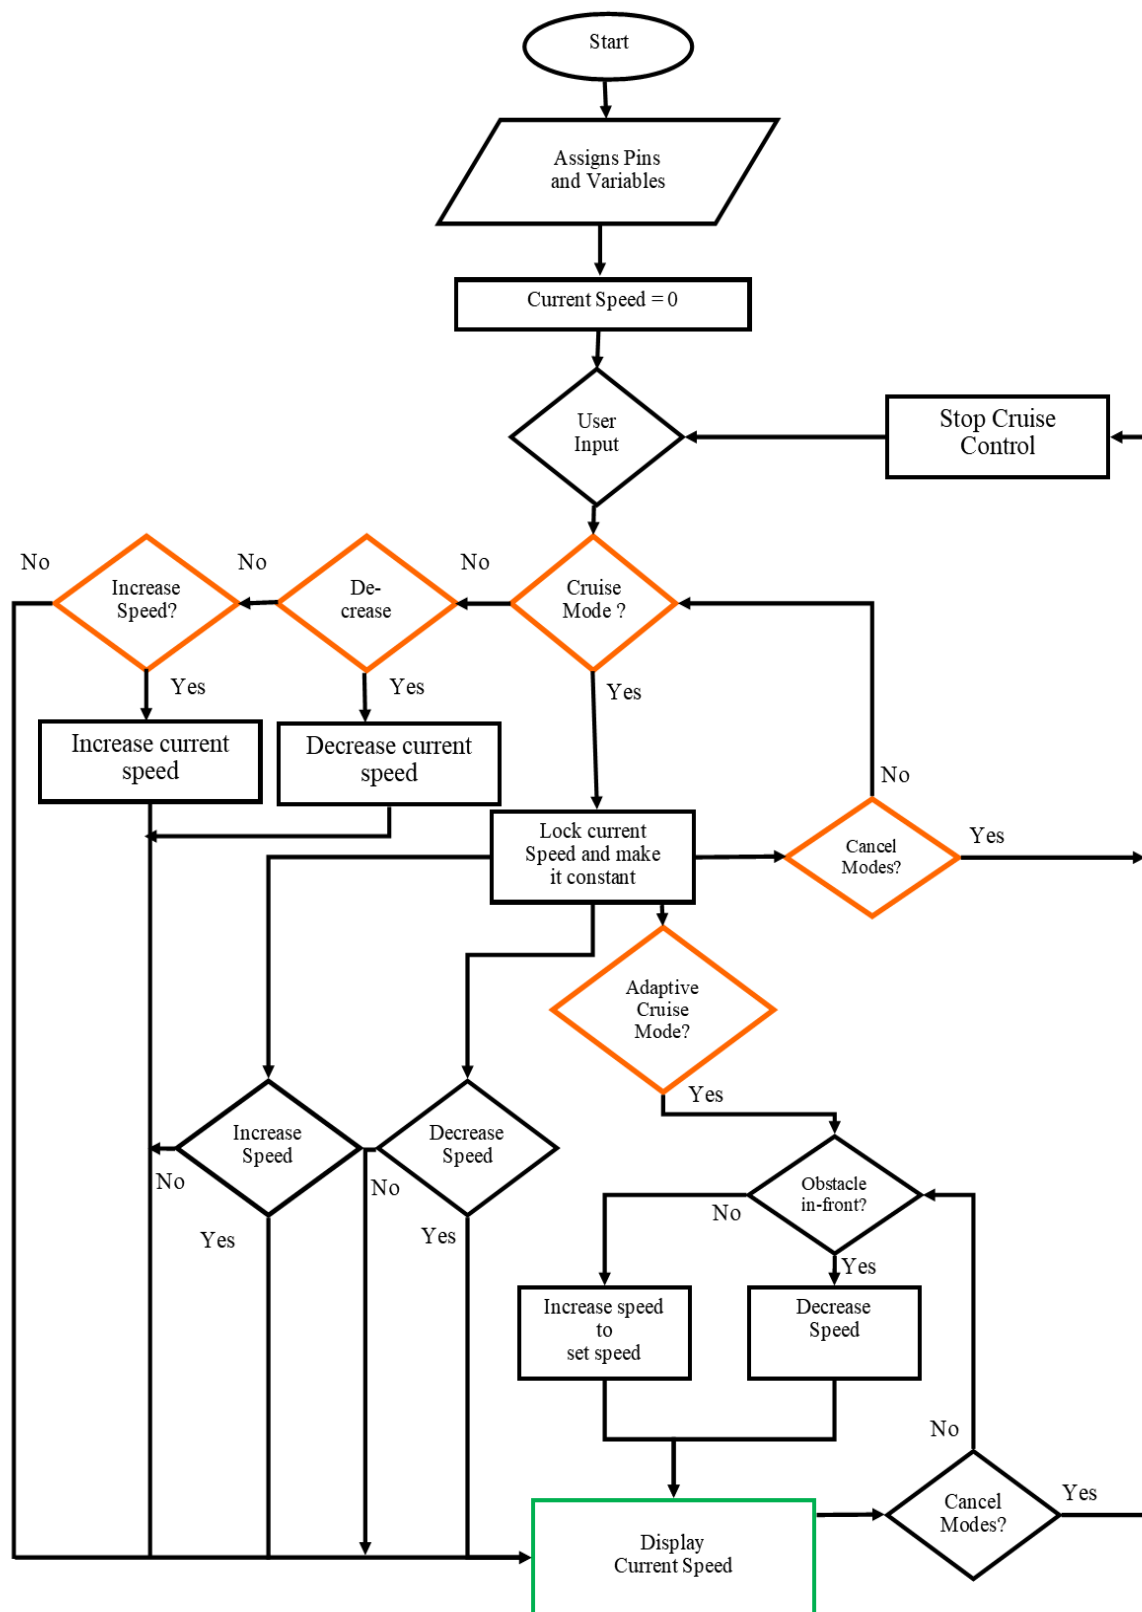 Start
Assigns Pins
and Variables
Current Speed = 0
User
Input
Stop Cruise
Control
No
Increase
Speed?
No
De-
crease
No
Cruise
Mode ?
Yes
Yes
Yes
Increase current
speed
Decrease current
speed
No
Lock current
Speed and make
it constant
Cancel
Modes?
Yes
Adaptive
Cruise
Mode?
Yes
Increase
Speed
Decrease
Speed
No
No
Yes
Yes
Obstacle
in-front?
No
Yes
Increase speed
to
set speed
Decrease
Speed
No
Cancel
Modes?
Yes
Display
Current Speed